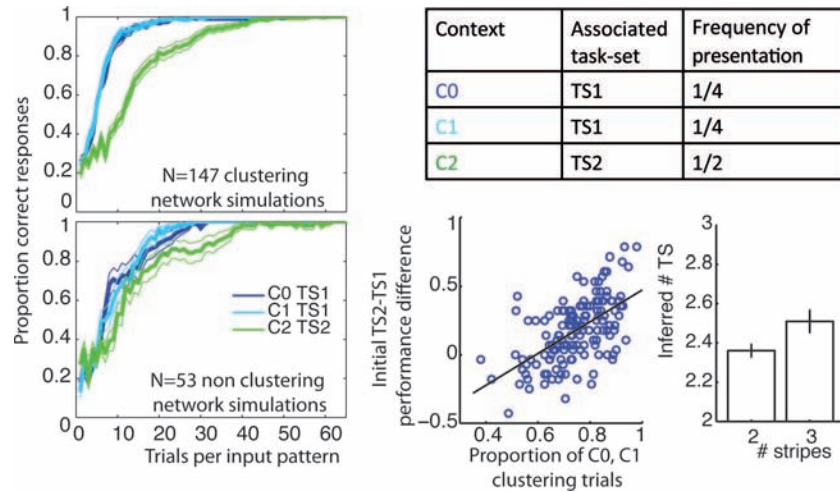 Proportion correct responses
1
0.8
0.6
0.4
0.2
0
N=147 clustering
network simulations
1
0.8
0.6
0.4
0.2
0
C0 TS1
C1 TS1
C2 TS2
N=53 non clustering
network simulations
0 10 20 30 40 50 60
Trials per input pattern
Context Associated task-set Frequency of presentation
C0 TS1 1/4
C1 TS1 1/4
C2 TS2 1/2
Initial TS2-TS1
performance difference
1
0.5
0
−0.5
0.4 0.6 0.8 1
Proportion of C0, C1
clustering trials
Inferred # TS
3
2.8
2.6
2.4
2.2
2
2 3
# stripes